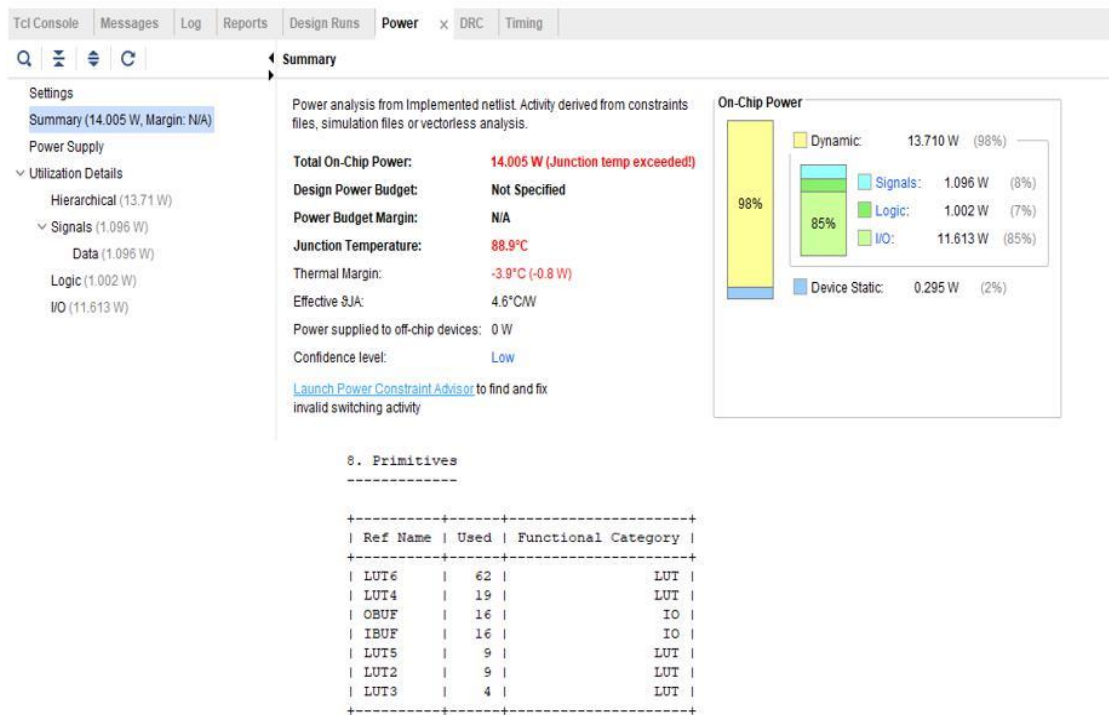 Tcl Console Messages Log Reports Design Runs Power × DRC Timing
Summary
Settings
Summary (14.005 W, Margin: N/A)
Power Supply
Utilization Details
Hierarchical (13.71 W)
Signals (1.096 W)
Data (1.096 W)
Logic (1.002 W)
I/O (11.613 W)
Power analysis from Implemented netlist. Activity derived from constraints
files, simulation files or vectorless analysis.
Total On-Chip Power: 14.005 W (Junction temp exceeded!)
Design Power Budget: Not Specified
Power Budget Margin: N/A
Junction Temperature: 88.9°C
Thermal Margin: -3.9°C (-0.8 W)
Effective ϑJA: 4.6°C/W
Power supplied to off-chip devices: 0 W
Confidence level: Low
Launch Power Constraint Advisor to find and fix
invalid switching activity
On-Chip Power
98%
Dynamic: 13.710 W (98%)
85%
Signals: 1.096 W (8%)
Logic: 1.002 W (7%)
I/O: 11.613 W (85%)
Device Static: 0.295 W (2%)
8. Primitives
-------------
+----------+------+---------------------+
| Ref Name | Used | Functional Category |
+----------+------+---------------------+
| LUT6 | 62 | LUT |
| LUT4 | 19 | LUT |
| OBUF | 16 | IO |
| IBUF | 16 | IO |
| LUT5 | 9 | LUT |
| LUT2 | 9 | LUT |
| LUT3 | 4 | LUT |
+----------+------+---------------------+